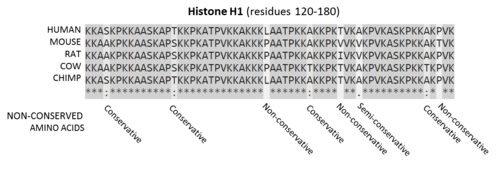 Histone H1 (residues 120-180)
HUMAN KKASKPKKAASKAPTKKPKATPVKKAKKKLAATPKKAKKPKTVKAKPVKASKPKKAKPVK
MOUSE KKAAKPKKAASKAPSKKPKATPVKKAKKKPAATPKKAKKPKVVKVKPVKASKPKKAKTVK
RAT KKAAKPKKAASKAPSKKPKATPVKKAKKKPAATPKKAKKPKIVKVKPVKASKPKKAKPVK
COW KKAAKPKKAASKAPSKKPKATPVKKAKKKPAATPKKTKKPKTVKAKPVKASKPKKTKPVK
CHIMP KKASKPKKAASKAPTKKPKATPVKKAKKKLAATPKKAKKPKTVKAKPVKASKPKKAKPVK
NON-CONSERVED
AMINO ACIDS
Conservative
Conservative
Non-conservative
Conservative
Non-conservative
Semi-conservative
Conservative
Non-conservative